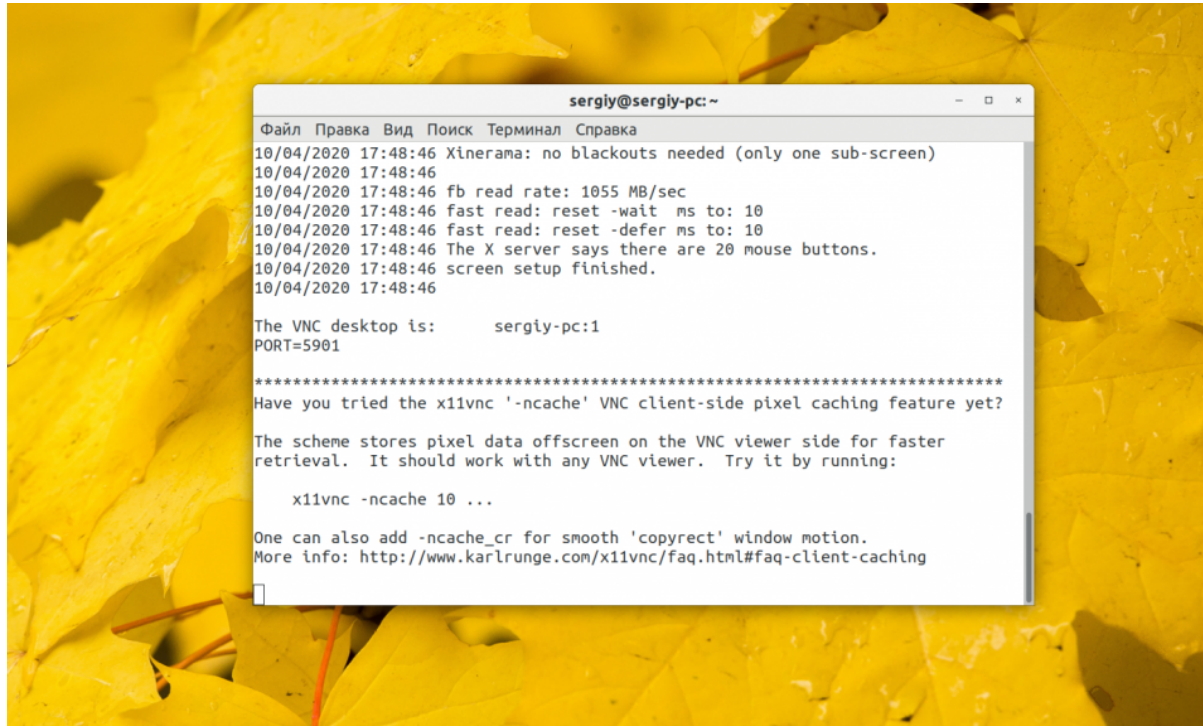 sergiy@sergiy-pc: ~
Файл Правка Вид Поиск Терминал Справка
10/04/2020 17:48:46 Xinerama: no blackouts needed (only one sub-screen)
10/04/2020 17:48:46
10/04/2020 17:48:46 fb read rate: 1055 MB/sec
10/04/2020 17:48:46 fast read: reset -wait  ms to: 10
10/04/2020 17:48:46 fast read: reset -defer ms to: 10
10/04/2020 17:48:46 The X server says there are 20 mouse buttons.
10/04/2020 17:48:46 screen setup finished.
10/04/2020 17:48:46
The VNC desktop is:      sergiy-pc:1
PORT=5901
******************************************************************************
Have you tried the x11vnc '-ncache' VNC client-side pixel caching feature yet?
The scheme stores pixel data offscreen on the VNC viewer side for faster
retrieval.  It should work with any VNC viewer.  Try it by running:
x11vnc -ncache 10 ...
One can also add -ncache_cr for smooth 'copyrect' window motion.
More info: http://www.karlrunge.com/x11vnc/faq.html#faq-client-caching